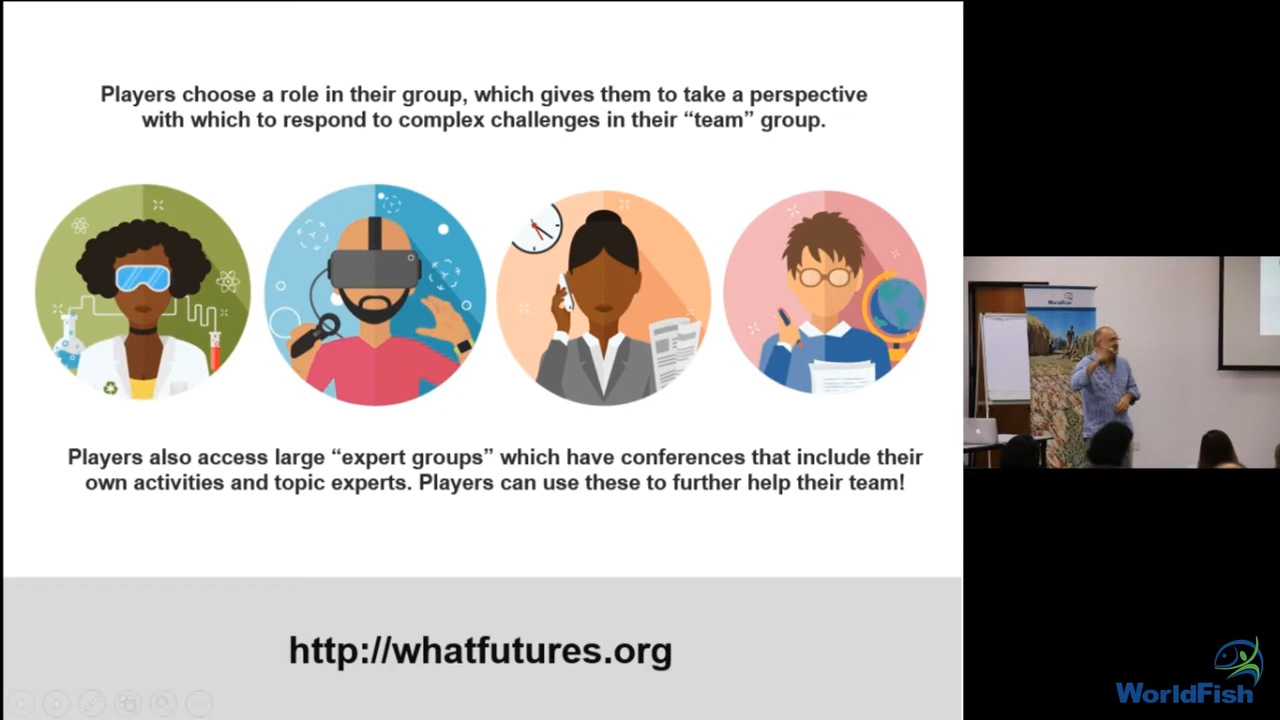 Players choose a role in their group, which gives them to take a perspective
with which to respond to complex challenges in their “team” group.
Players also access large “expert groups” which have conferences that include their
own activities and topic experts. Players can use these to further help their team!
http://whatfutures.org
WorldFish
WorldFish